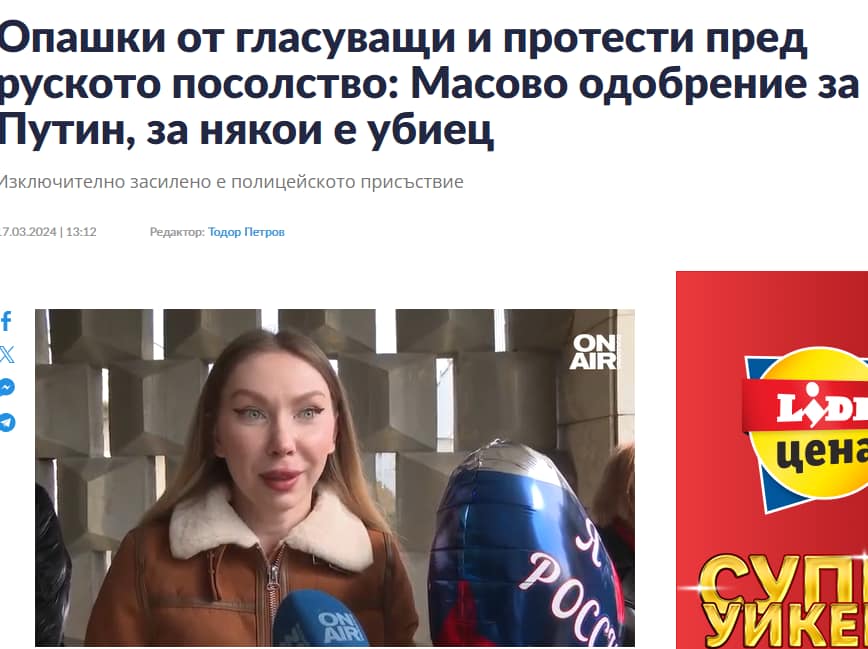 Опашки от гласуващи и протести пред
руското посолство: Масово одобрение за
Путин, за някои е убиец
Изключително засилено е полицейското присъствие
17.03.2024 | 13:12
Редактор: Тодор Петров
ON
AIR
Я
РОССИ
ON
AIR
LIDL
цена
СУПЕ
УИКЕ